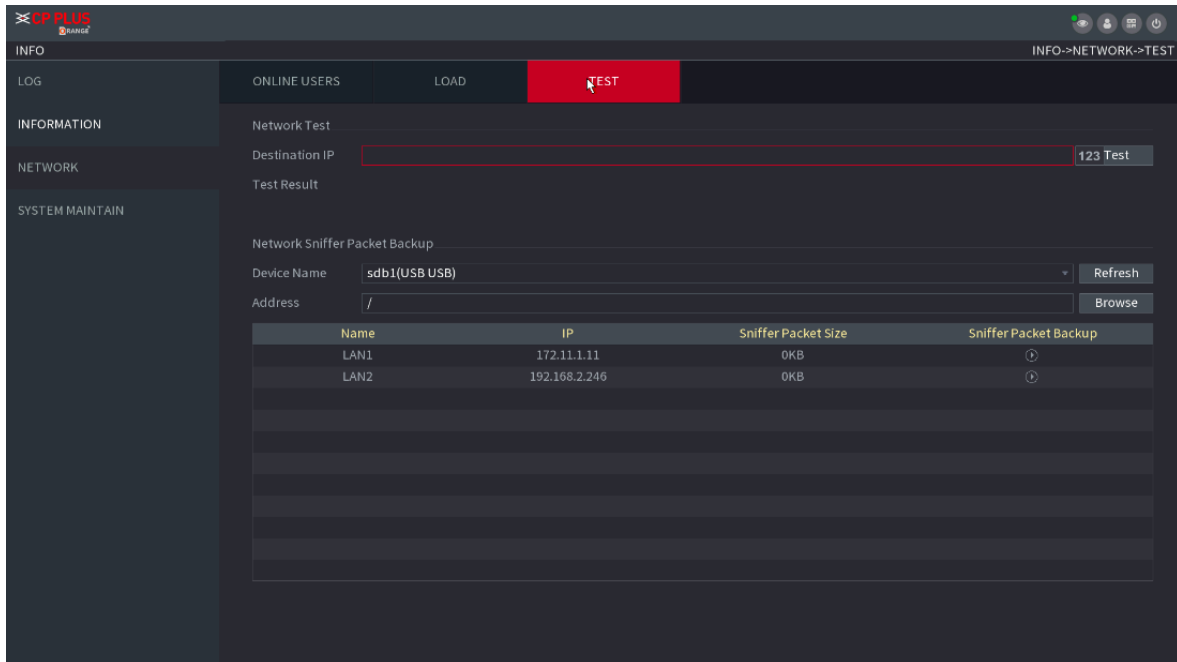 CP PLUS
ORANGE
INFO INFO->NETWORK->TEST
LOG
INFORMATION
NETWORK
SYSTEM MAINTAIN
ONLINE USERS LOAD TEST
Network Test
Destination IP 123 Test
Test Result
Network Sniffer Packet Backup
Device Name sdb1(USB USB) Refresh
Address / Browse
Name IP Sniffer Packet Size Sniffer Packet Backup
LAN1 172.11.1.11 0KB
LAN2 192.168.2.246 0KB